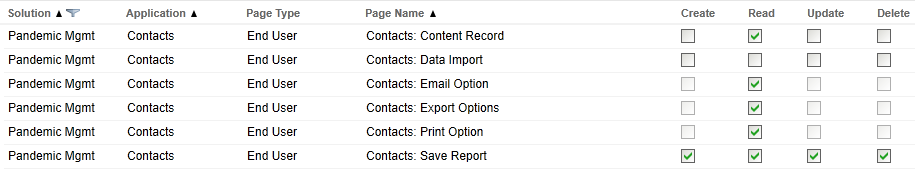 Solution Application Page Type Page Name Create Read Update Delete
Pandemic Mgmt Contacts End User Contacts: Content Record
Pandemic Mgmt Contacts End User Contacts: Data Import
Pandemic Mgmt Contacts End User Contacts: Email Option
Pandemic Mgmt Contacts End User Contacts: Export Options
Pandemic Mgmt Contacts End User Contacts: Print Option
Pandemic Mgmt Contacts End User Contacts: Save Report